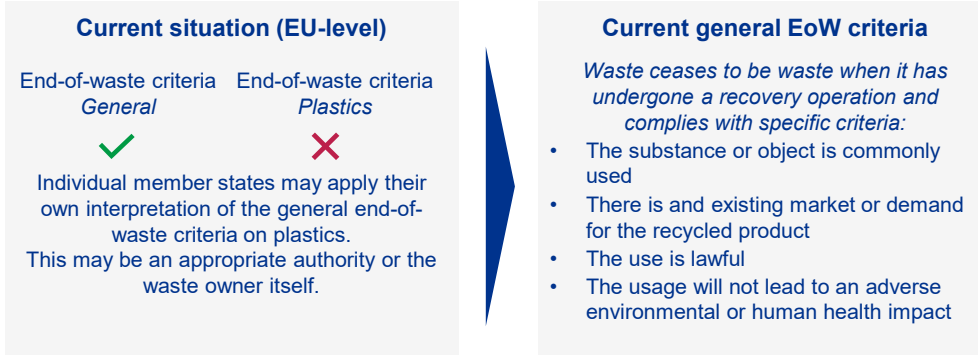 Current situation (EU-level)
End-of-waste criteria
General
End-of-waste criteria
Plastics
Individual member states may apply their
own interpretation of the general end-of-
waste criteria on plastics.
This may be an appropriate authority or the
waste owner itself.
Current general EoW criteria
Waste ceases to be waste when it has
undergone a recovery operation and
complies with specific criteria:
• The substance or object is commonly
used
• There is and existing market or demand
for the recycled product
• The use is lawful
• The usage will not lead to an adverse
environmental or human health impact